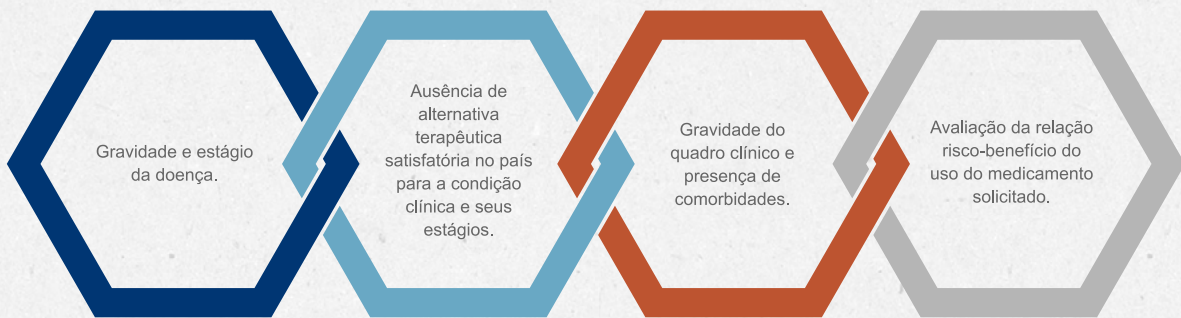 Gravidade e estágio
da doença.
Ausência de
alternativa
terapêutica
satisfatória no país
para a condição
clínica e seus
estágios.
Gravidade do
quadro clínico e
presença de
comorbidades.
Avaliação da relação
risco-benefício do
uso do medicamento
solicitado.